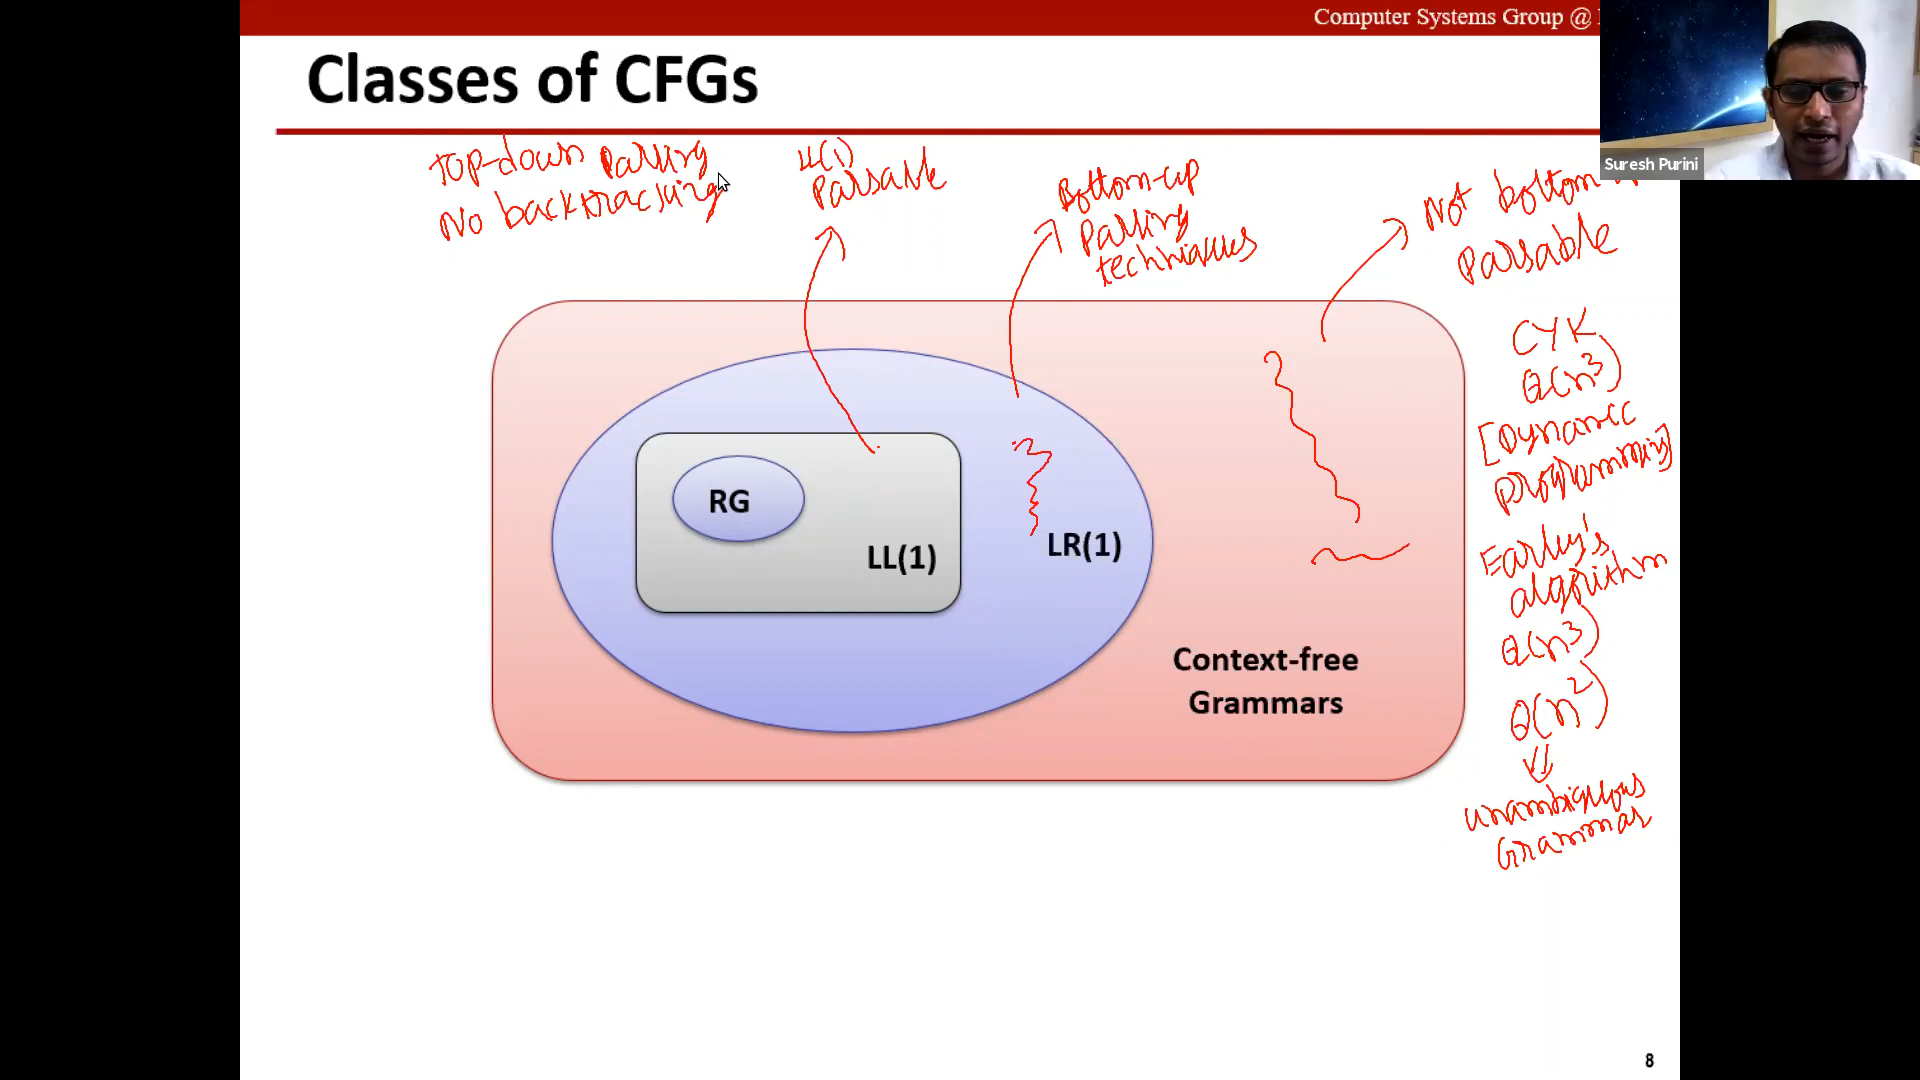 Computer Systems Group @
Classes of CFGs
Suresh Purini
Top-down Parsing
No backtracking
LL(1)
Parsable
Bottom-up
Parsing
techniques
Not bottom
Parsable
RG
LL(1)
LR(1)
Context-free
Grammars
CYK
θ(n³)
[Dynamic
programming]
Earley's
algorithm
θ(n³)
θ(n²)
unambiguous
Grammar
8